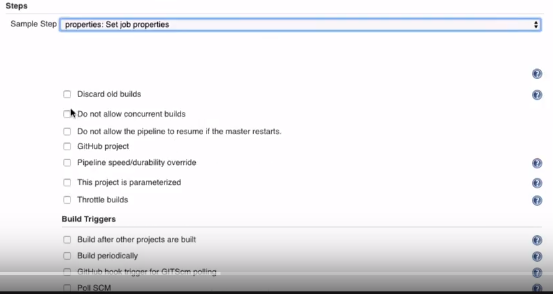 Steps
Sample Step properties: Set job properties
Discard old builds
Do not allow concurrent builds
Do not allow the pipeline to resume if the master restarts.
GitHub project
Pipeline speed/durability override
This project is parameterized
Throttle builds
Build Triggers
Build after other projects are built
Build periodically
GitHub hook trigger for GITScm polling
Poll SCM